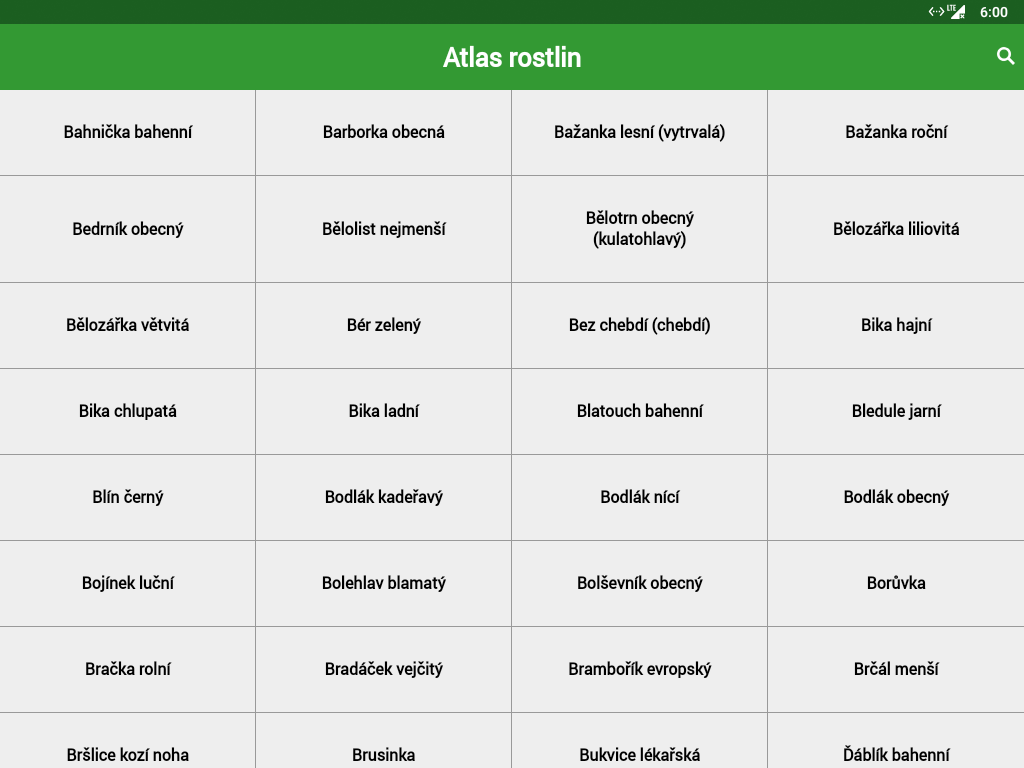 LTE 6:00
Atlas rostlin
Bahnička bahenní
Barborka obecná
Bažanka lesní (vytrvalá)
Bažanka roční
Bedrník obecný
Bělolist nejmenší
Bělotrn obecný
(kulatohlavý)
Bělozářka liliovitá
Bělozářka větvitá
Bér zelený
Bez chebdí (chebdí)
Bika hajní
Bika chlupatá
Bika ladní
Blatouch bahenní
Bledule jarní
Blín černý
Bodlák kadeřavý
Bodlák nící
Bodlák obecný
Bojínek luční
Bolehlav blamatý
Bolševník obecný
Borůvka
Bračka rolní
Bradáček vejčitý
Brambořík evropský
Brčál menší
Bršlice kozí noha
Brusinka
Bukvice lékařská
Ďáblík bahenní